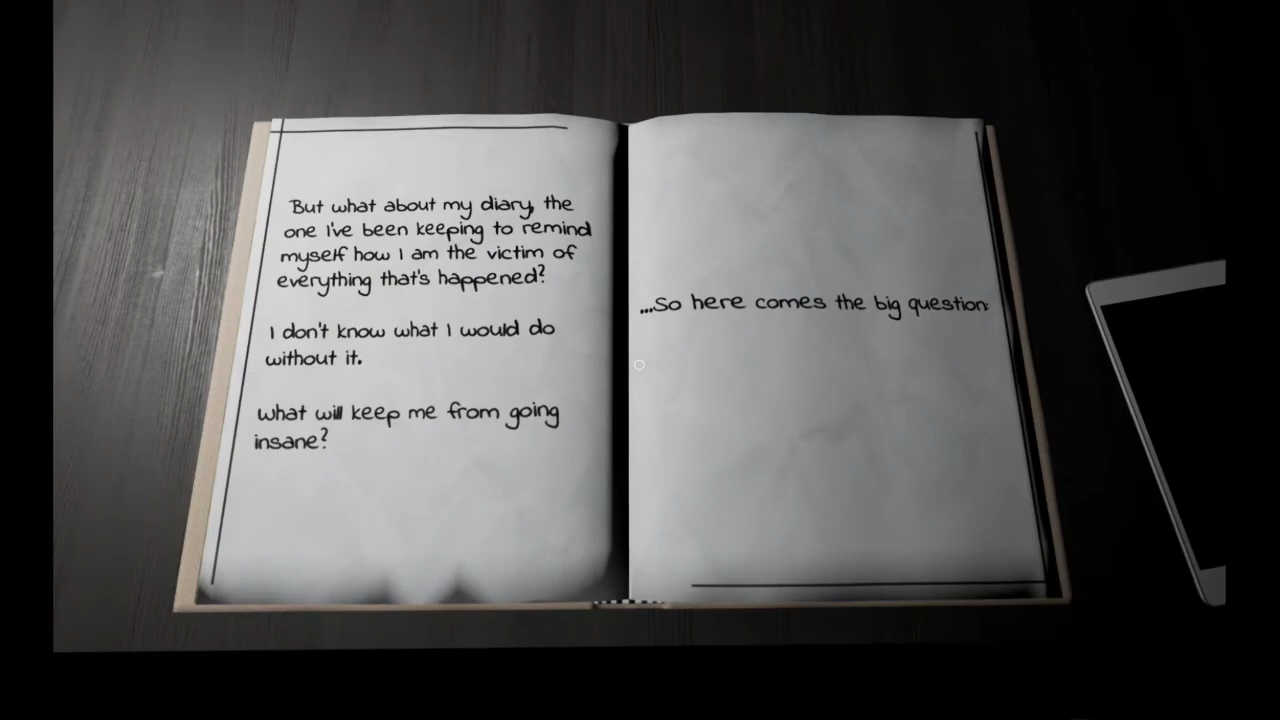 But what about my diary, the
one I've been keeping to remind
myself how I am the victim of
everything that's happened?
I don't know what I would do
without it.
What will keep me from going
insane?
...So here comes the big question: